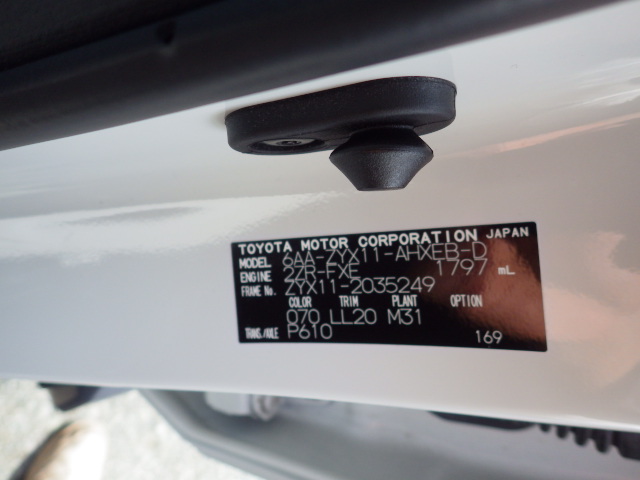 TOYOTA MOTOR CORPORATION JAPAN
MODEL 6AA-ZYX11-AHXEB-D
ENGINE 2ZR-FXE 1797 mL
FRAME No. ZYX11-2035249
COLOR TRIM PLANT OPTION
070 LL20 M31
TRANS./AXLE P610 169